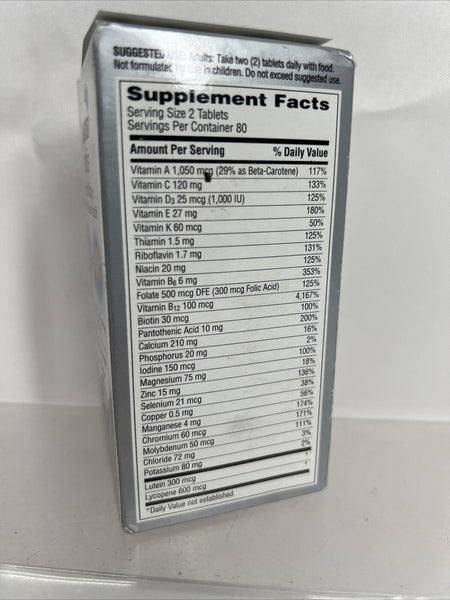 SUGGESTED USE: Adults: Take two (2) tablets daily with food.
Not formulated for use in children. Do not exceed suggested use.
Supplement Facts
Serving Size 2 Tablets
Servings Per Container 80
Amount Per Serving % Daily Value
Vitamin A 1,050 mcg (29% as Beta-Carotene) 117%
Vitamin C 120 mg 133%
Vitamin D3 25 mcg (1,000 IU) 125%
Vitamin E 27 mg 180%
Vitamin K 60 mcg 50%
Thiamin 1.5 mg 125%
Riboflavin 1.7 mg 131%
Niacin 20 mg 125%
Vitamin B6 6 mg 353%
Folate 500 mcg DFE (300 mcg Folic Acid) 125%
Vitamin B12 100 mcg 4,167%
Biotin 30 mcg 100%
Pantothenic Acid 10 mg 200%
Calcium 210 mg 16%
Phosphorus 20 mg 2%
Iodine 150 mcg 100%
Magnesium 75 mg 18%
Zinc 15 mg 136%
Selenium 21 mcg 38%
Copper 0.5 mg 56%
Manganese 4 mg 174%
Chromium 60 mcg 171%
Molybdenum 50 mcg 111%
Chloride 72 mg 3%
Potassium 80 mg 2%
Lutein 300 mcg *
Lycopene 600 mcg *
*Daily Value not established.